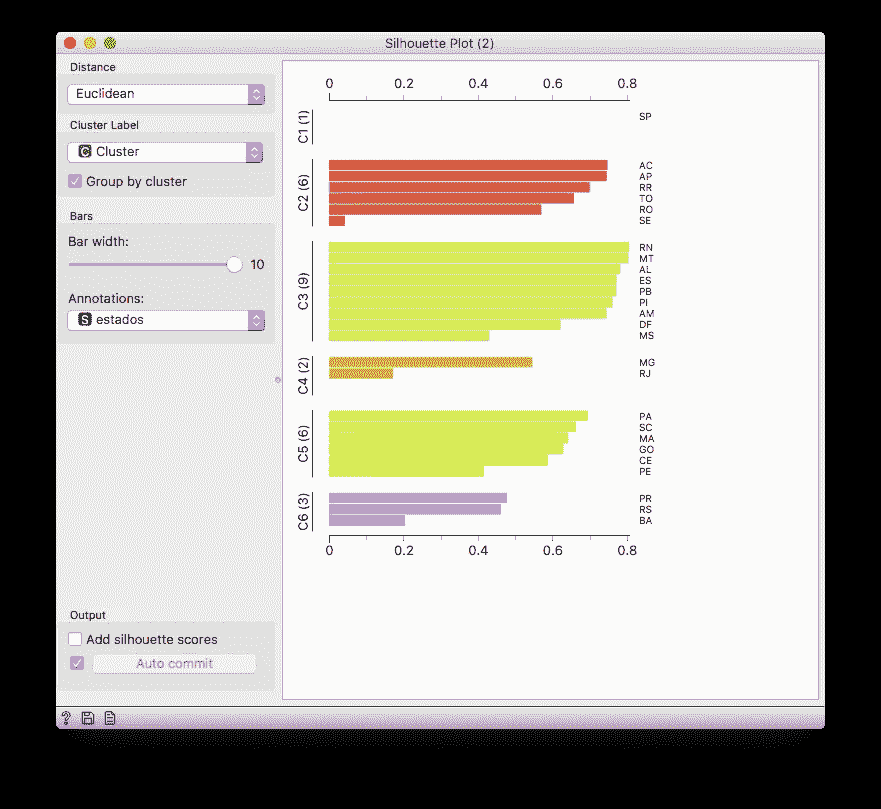 Silhouette Plot (2)
Distance
Euclidean
Cluster Label
C Cluster
Group by cluster
Bars
Bar width:
10
Annotations:
S estados
Output
Add silhouette scores
Auto commit
?
0 0.2 0.4 0.6 0.8
C1 (1)
SP
C2 (6)
AC
AP
RR
TO
RO
SE
C3 (9)
RN
MT
AL
ES
PB
PI
AM
DF
MS
C4 (2)
MG
RJ
C5 (6)
PA
SC
MA
GO
CE
PE
C6 (3)
PR
RS
BA
0 0.2 0.4 0.6 0.8